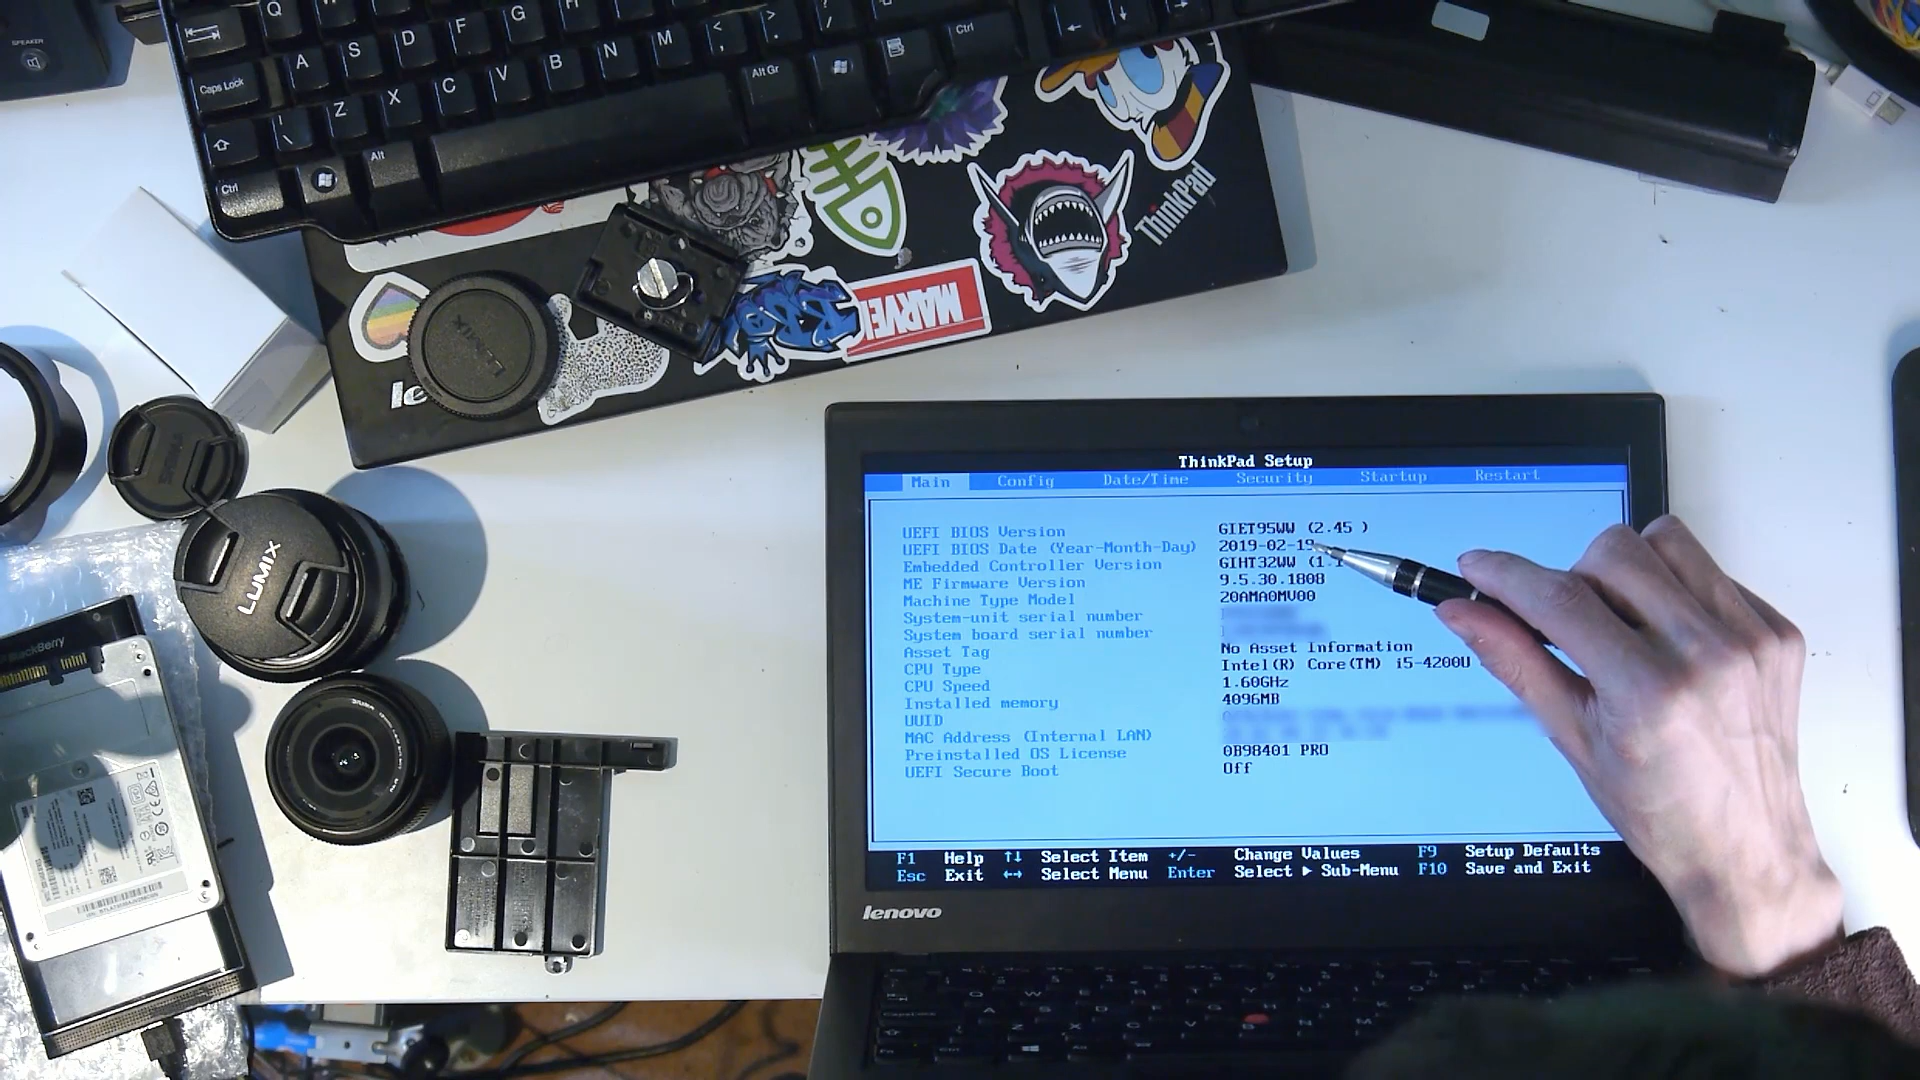 SPEAKER
Q
G
A S D F
Caps Lock
Z X C V B N M
Ctrl
Alt
Alt Gr
Ctrl
ThinkPad
MARVEL
LUMIX
LUMIX
BlackBerry
ThinkPad Setup
Main Config Date/Time Security Startup Restart
UEFI BIOS Version GIET95WW (2.45 )
UEFI BIOS Date (Year-Month-Day) 2019-02-19
Embedded Controller Version GIHT32WW (1.1
ME Firmware Version 9.5.30.1808
Machine Type Model 20AMA0MV00
System-unit serial number
System board serial number
Asset Tag No Asset Information
CPU Type Intel(R) Core(TM) i5-4200U
CPU Speed 1.60GHz
Installed memory 4096MB
UUID
MAC Address (Internal LAN)
Preinstalled OS License 0B98401 PRO
UEFI Secure Boot Off
F1 Help ↑↓ Select Item +/- Change Values F9 Setup Defaults
Esc Exit ←→ Select Menu Enter Select ▶ Sub-Menu F10 Save and Exit
lenovo